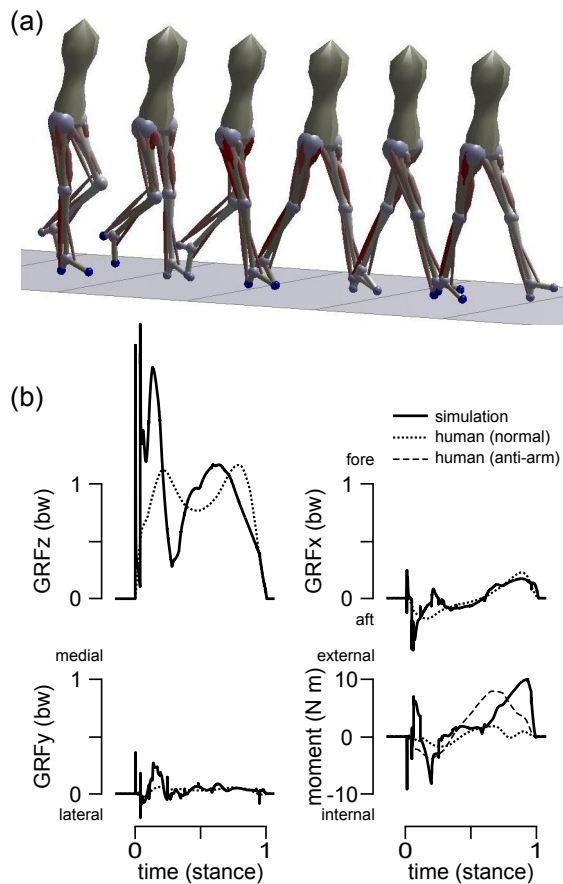 (a)
(b)
simulation
human (normal)
human (anti-arm)
GRFz (bw)
1
0
fore
GRFx (bw)
1
0
aft
medial
GRFy (bw)
1
0
lateral
external
moment (N m)
10
0
-10
internal
0 1
time (stance)
0 1
time (stance)